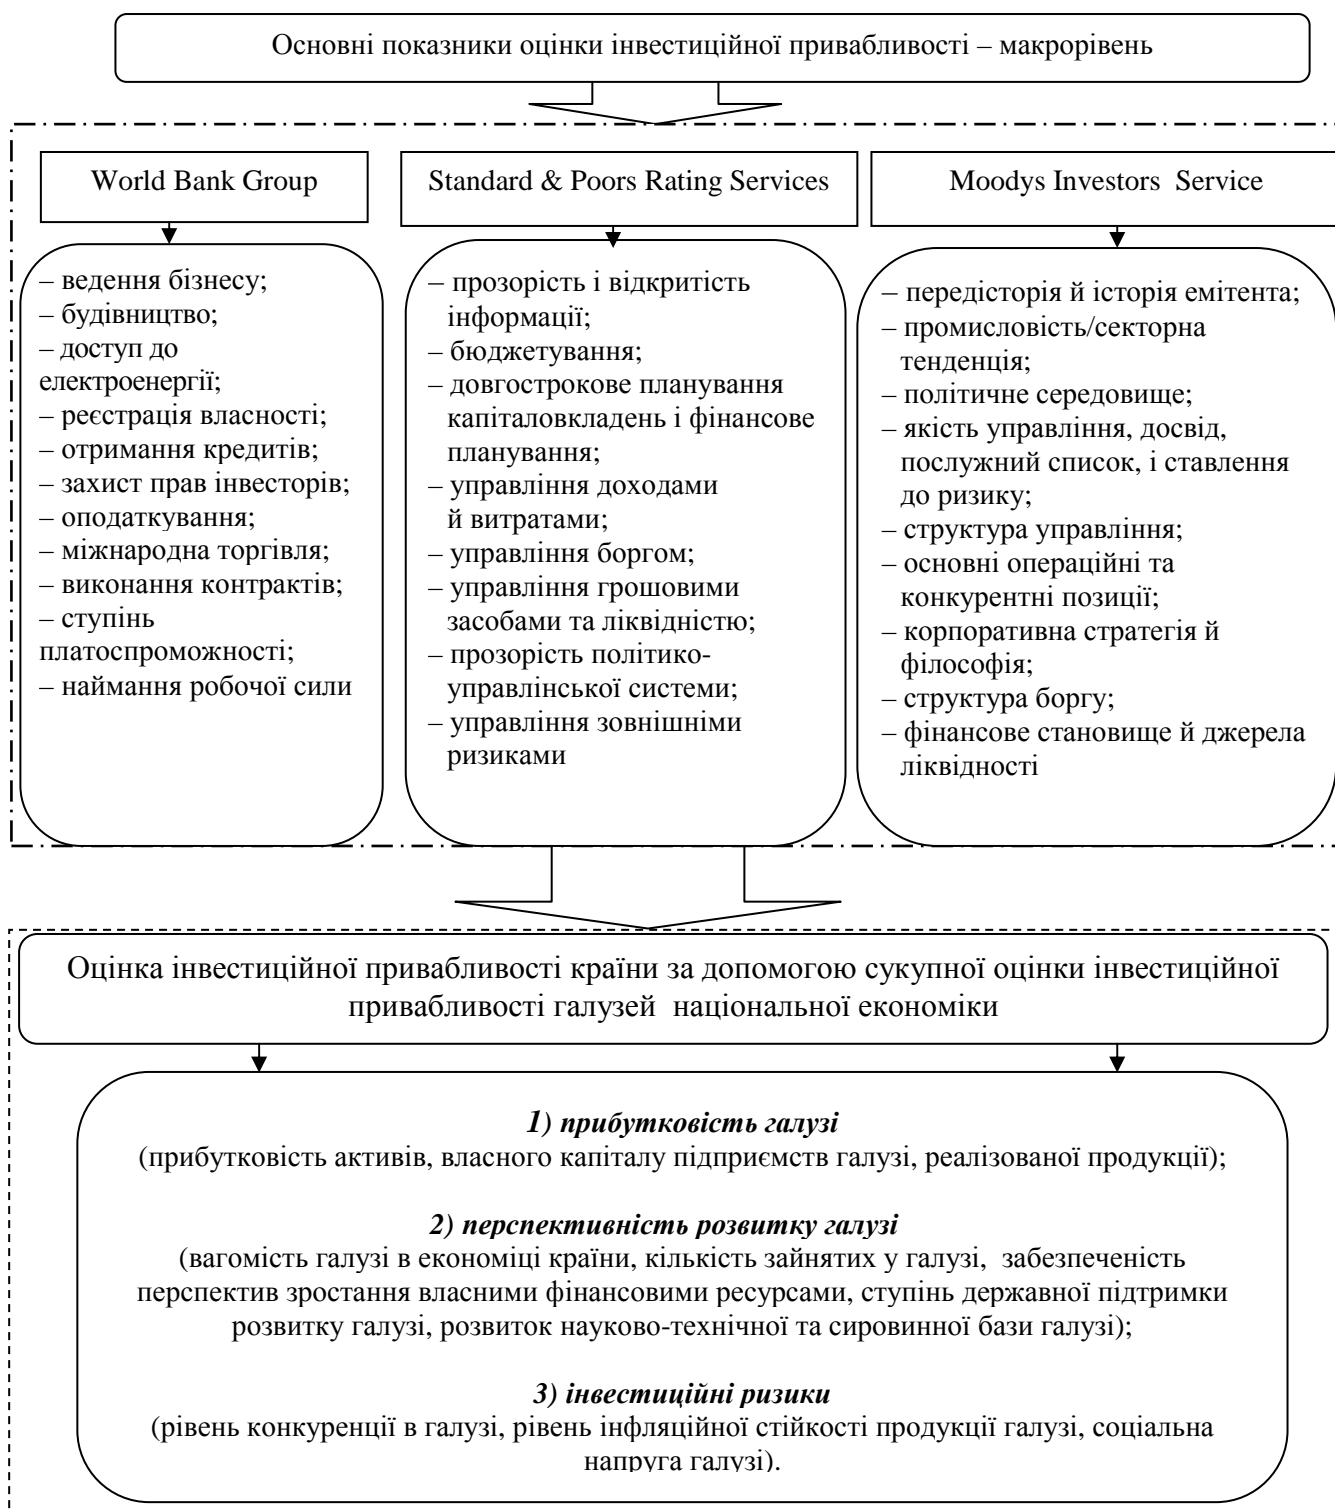 Основні показники оцінки інвестиційної привабливості – макрорівень
World Bank Group
– ведення бізнесу;
– будівництво;
– доступ до
електроенергії;
– реєстрація власності;
– отримання кредитів;
– захист прав інвесторів;
– оподаткування;
– міжнародна торгівля;
– виконання контрактів;
– ступінь
платоспроможності;
– наймання робочої сили
Standard & Poors Rating Services
– прозорість і відкритість
інформації;
– бюджетування;
– довгострокове планування
капіталовкладень і фінансове
планування;
– управління доходами
й витратами;
– управління боргом;
– управління грошовими
засобами та ліквідністю;
– прозорість політико-
управлінської системи;
– управління зовнішніми
ризиками
Moodys Investors Service
– передісторія й історія емітента;
– промисловість/секторна
тенденція;
– політичне середовище;
– якість управління, досвід,
послужний список, і ставлення
до ризику;
– структура управління;
– основні операційні та
конкурентні позиції;
– корпоративна стратегія й
філософія;
– структура боргу;
– фінансове становище й джерела
ліквідності
Оцінка інвестиційної привабливості країни за допомогою сукупної оцінки інвестиційної
привабливості галузей національної економіки
1) прибутковість галузі
(прибутковість активів, власного капіталу підприємств галузі, реалізованої продукції);
2) перспективність розвитку галузі
(вагомість галузі в економіці країни, кількість зайнятих у галузі, забезпеченість
перспектив зростання власними фінансовими ресурсами, ступінь державної підтримки
розвитку галузі, розвиток науково-технічної та сировинної бази галузі);
3) інвестиційні ризики
(рівень конкуренції в галузі, рівень інфляційної стійкості продукції галузі, соціальна
напруга галузі).